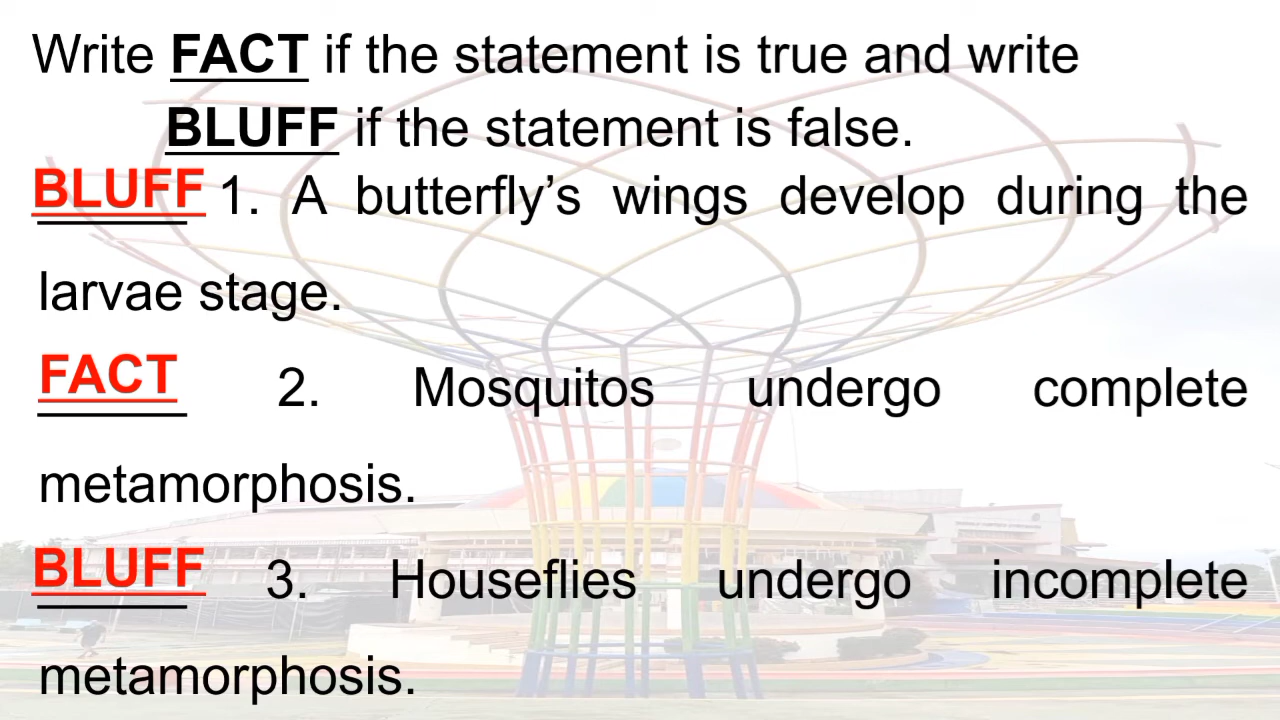 Write FACT if the statement is true and write
BLUFF if the statement is false.
BLUFF 1. A butterfly’s wings develop during the
larvae stage.
FACT 2. Mosquitos undergo complete
metamorphosis.
BLUFF 3. Houseflies undergo incomplete
metamorphosis.